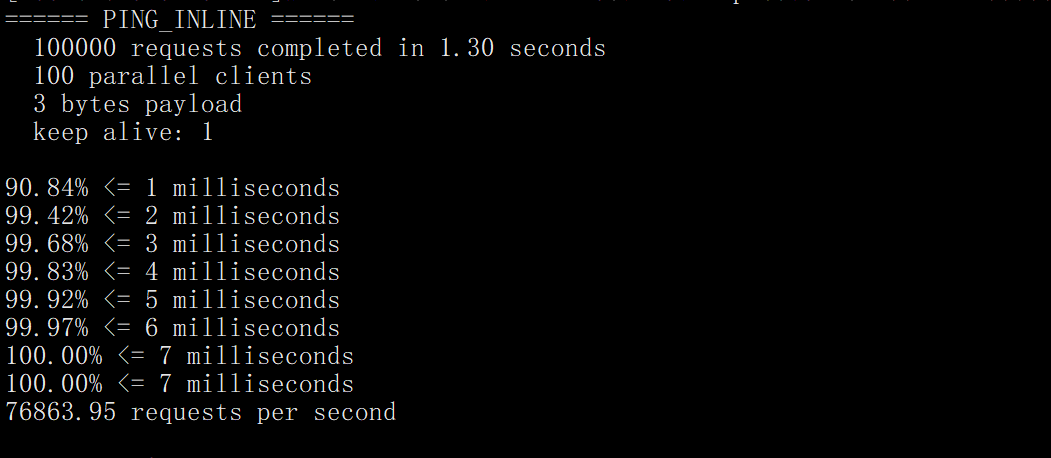 ====== PING_INLINE ======
100000 requests completed in 1.30 seconds
100 parallel clients
3 bytes payload
keep alive: 1
90.84% <= 1 milliseconds
99.42% <= 2 milliseconds
99.68% <= 3 milliseconds
99.83% <= 4 milliseconds
99.92% <= 5 milliseconds
99.97% <= 6 milliseconds
100.00% <= 7 milliseconds
100.00% <= 7 milliseconds
76863.95 requests per second